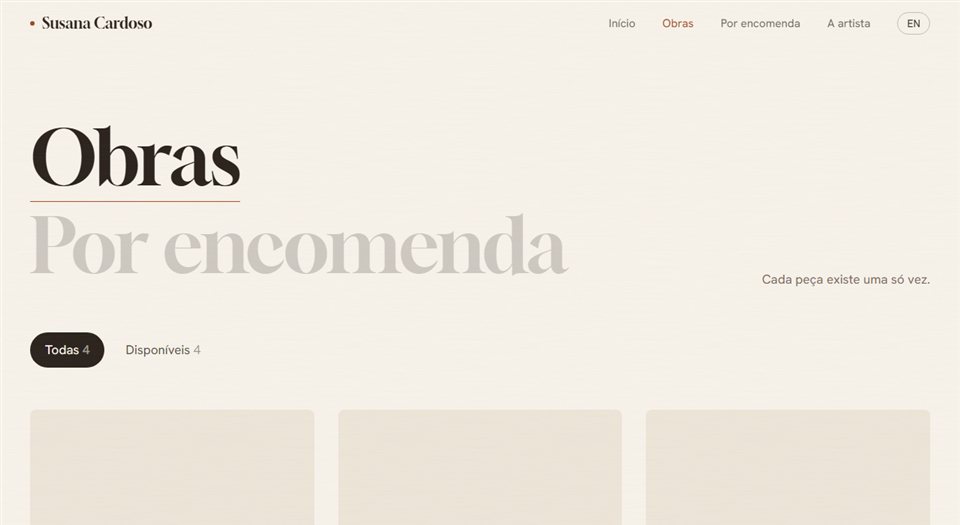 Susana Cardoso
Início Obras Por encomenda A artista EN
Obras
Por encomenda
Cada peça existe uma só vez.
Todas 4 Disponíveis 4